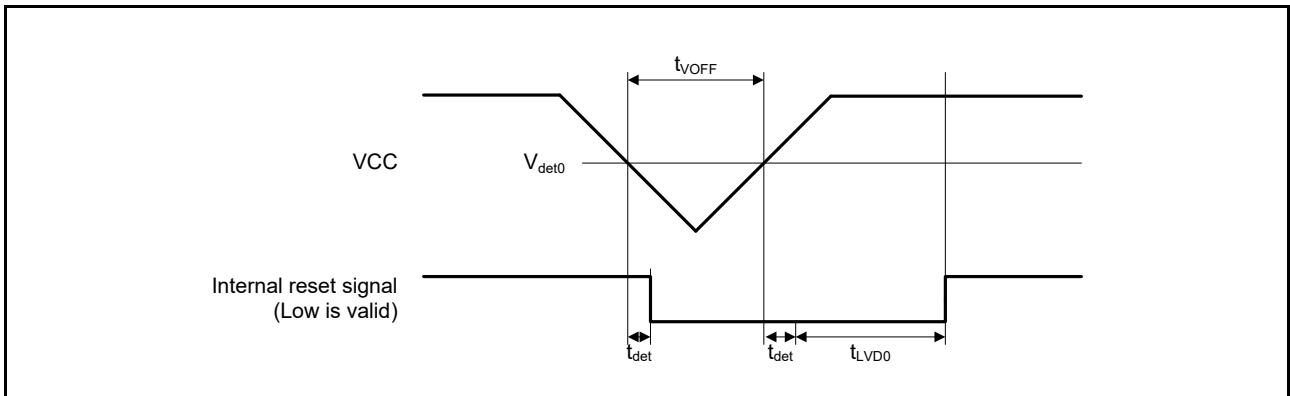 tVOFF
VCC
Vdet0
Internal reset signal
(Low is valid)
tdet
tdet
tLVD0